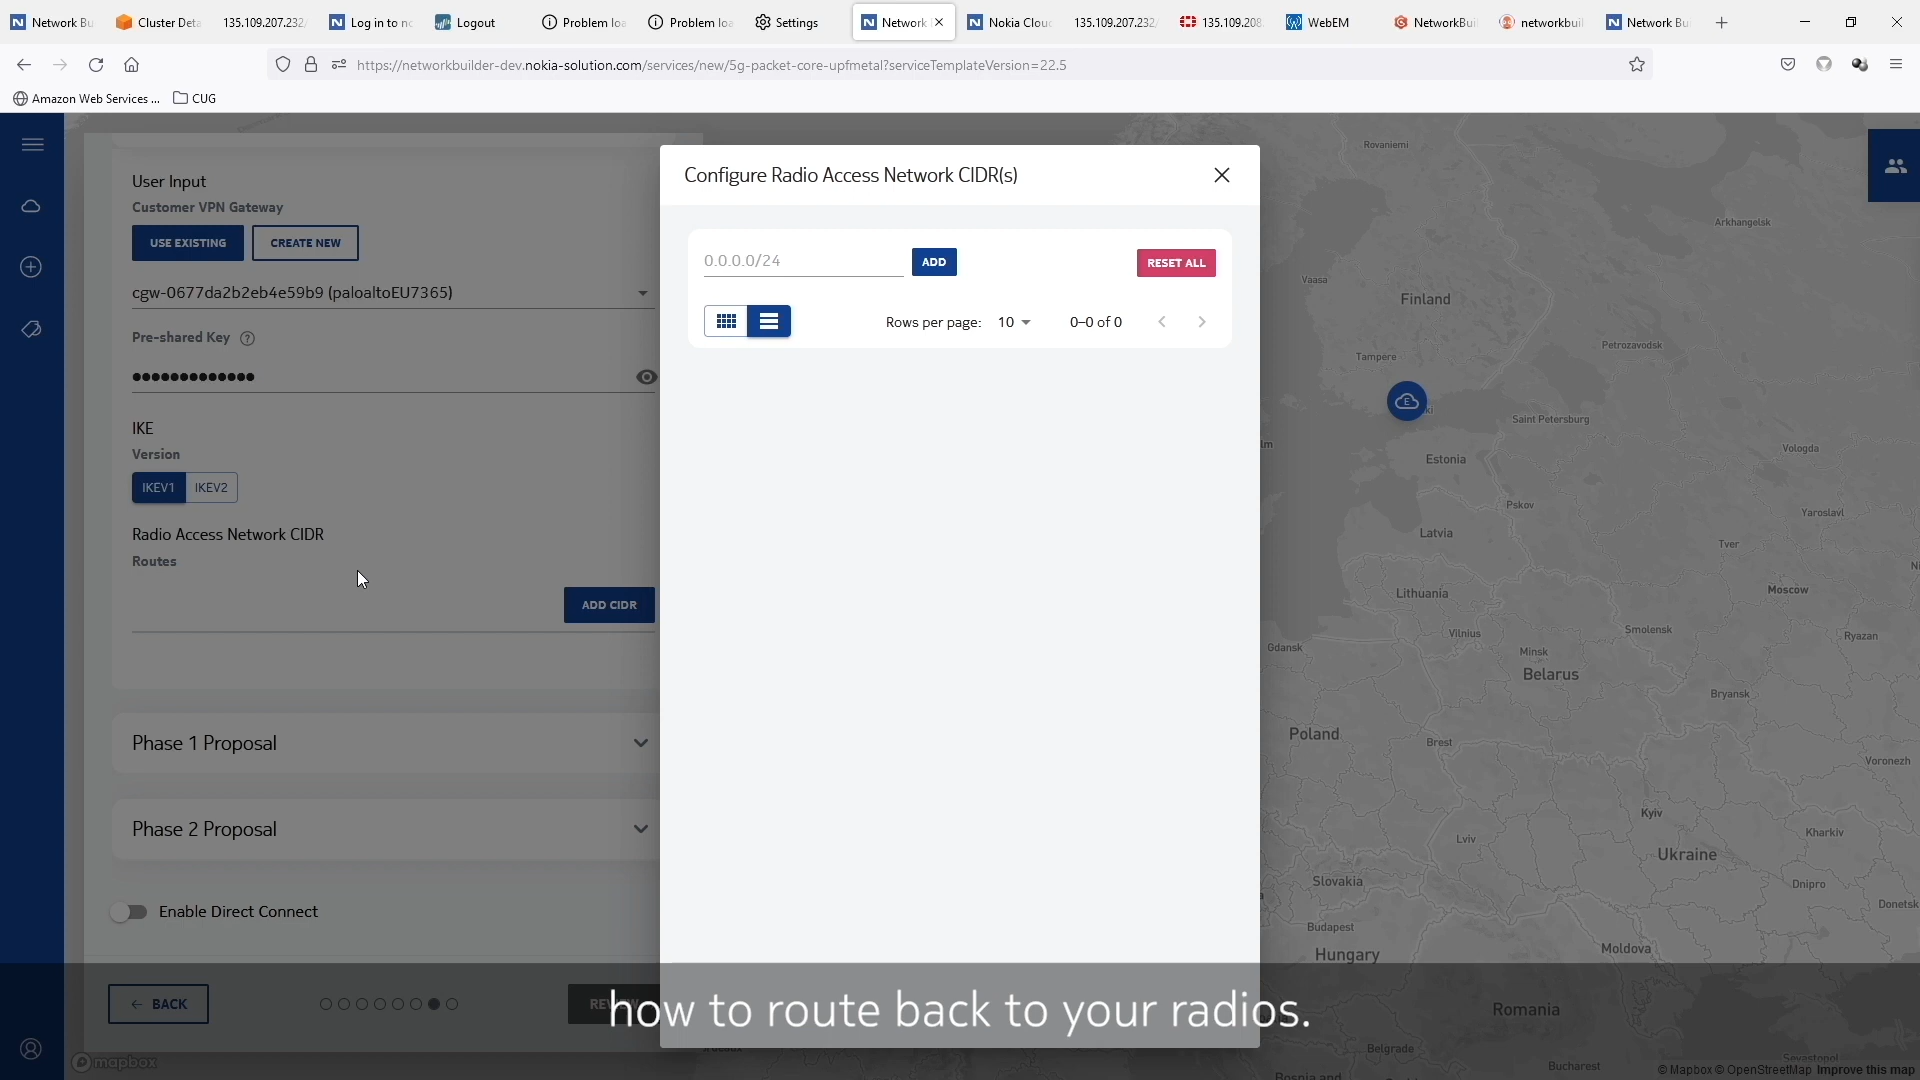 Network Bu
Cluster Deta
135.109.207.232/
Log in to nc
Logout
Problem loa
Problem loa
Settings
Network
Nokia Clou
135.109.207.232/
135.109.208.
WebEM
NetworkBui
networkbuil
Network Bu
https://networkbuilder-dev.nokia-solution.com/services/new/5g-packet-core-upfmetal?serviceTemplateVersion=22.5
Amazon Web Services ...
CUG
User Input
Customer VPN Gateway
USE EXISTING
CREATE NEW
cgw-0677da2b2eb4e59b9 (paloaltoEU7365)
Pre-shared Key
IKE
Version
IKEV1
IKEV2
Radio Access Network CIDR
Routes
ADD CIDR
Phase 1 Proposal
Phase 2 Proposal
Enable Direct Connect
BACK
Configure Radio Access Network CIDR(s)
0.0.0.0/24
ADD
RESET ALL
Rows per page: 10
0–0 of 0
how to route back to your radios.
Rovaniemi
Arkhangelsk
Vaasa
Finland
Petrozavodsk
Tampere
E
Saint Petersburg
Vologda
Estonia
Pskov
Yaroslavl
Latvia
Tver
Moscow
Lithuania
Vilnius
Smolensk
Ryazan
Gdansk
Minsk
Belarus
Bryansk
Poland
Brest
Voronezh
Kyiv
Kharkiv
Lviv
Ukraine
Slovakia
Dnipro
Donetsk
Budapest
Moldova
Hungary
Romania
Belgrade
Sevastopol
Bucharest
Bosnia and
mapbox
© Mapbox © OpenStreetMap Improve this map